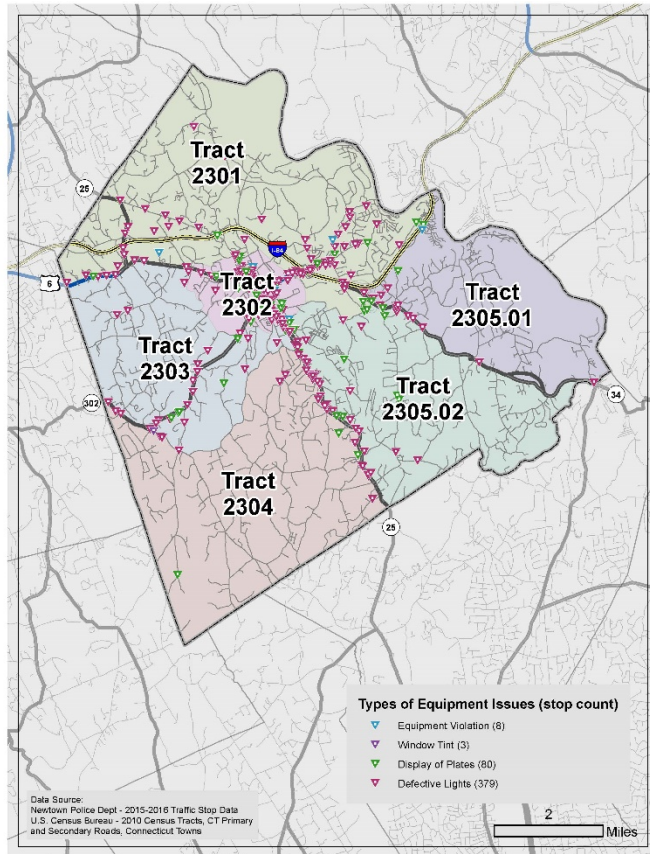 Tract
2301
25
I-84
6
Tract
2302
Tract
2305.01
Tract
2303
302
Tract
2305.02
34
Tract
2304
25
Types of Equipment Issues (stop count)
Equipment Violation (8)
Window Tint (3)
Display of Plates (80)
Defective Lights (379)
Data Source:
Newtown Police Dept - 2015-2016 Traffic Stop Data
U.S. Census Bureau - 2010 Census Tracts, CT Primary
and Secondary Roads, Connecticut Towns
2
Miles